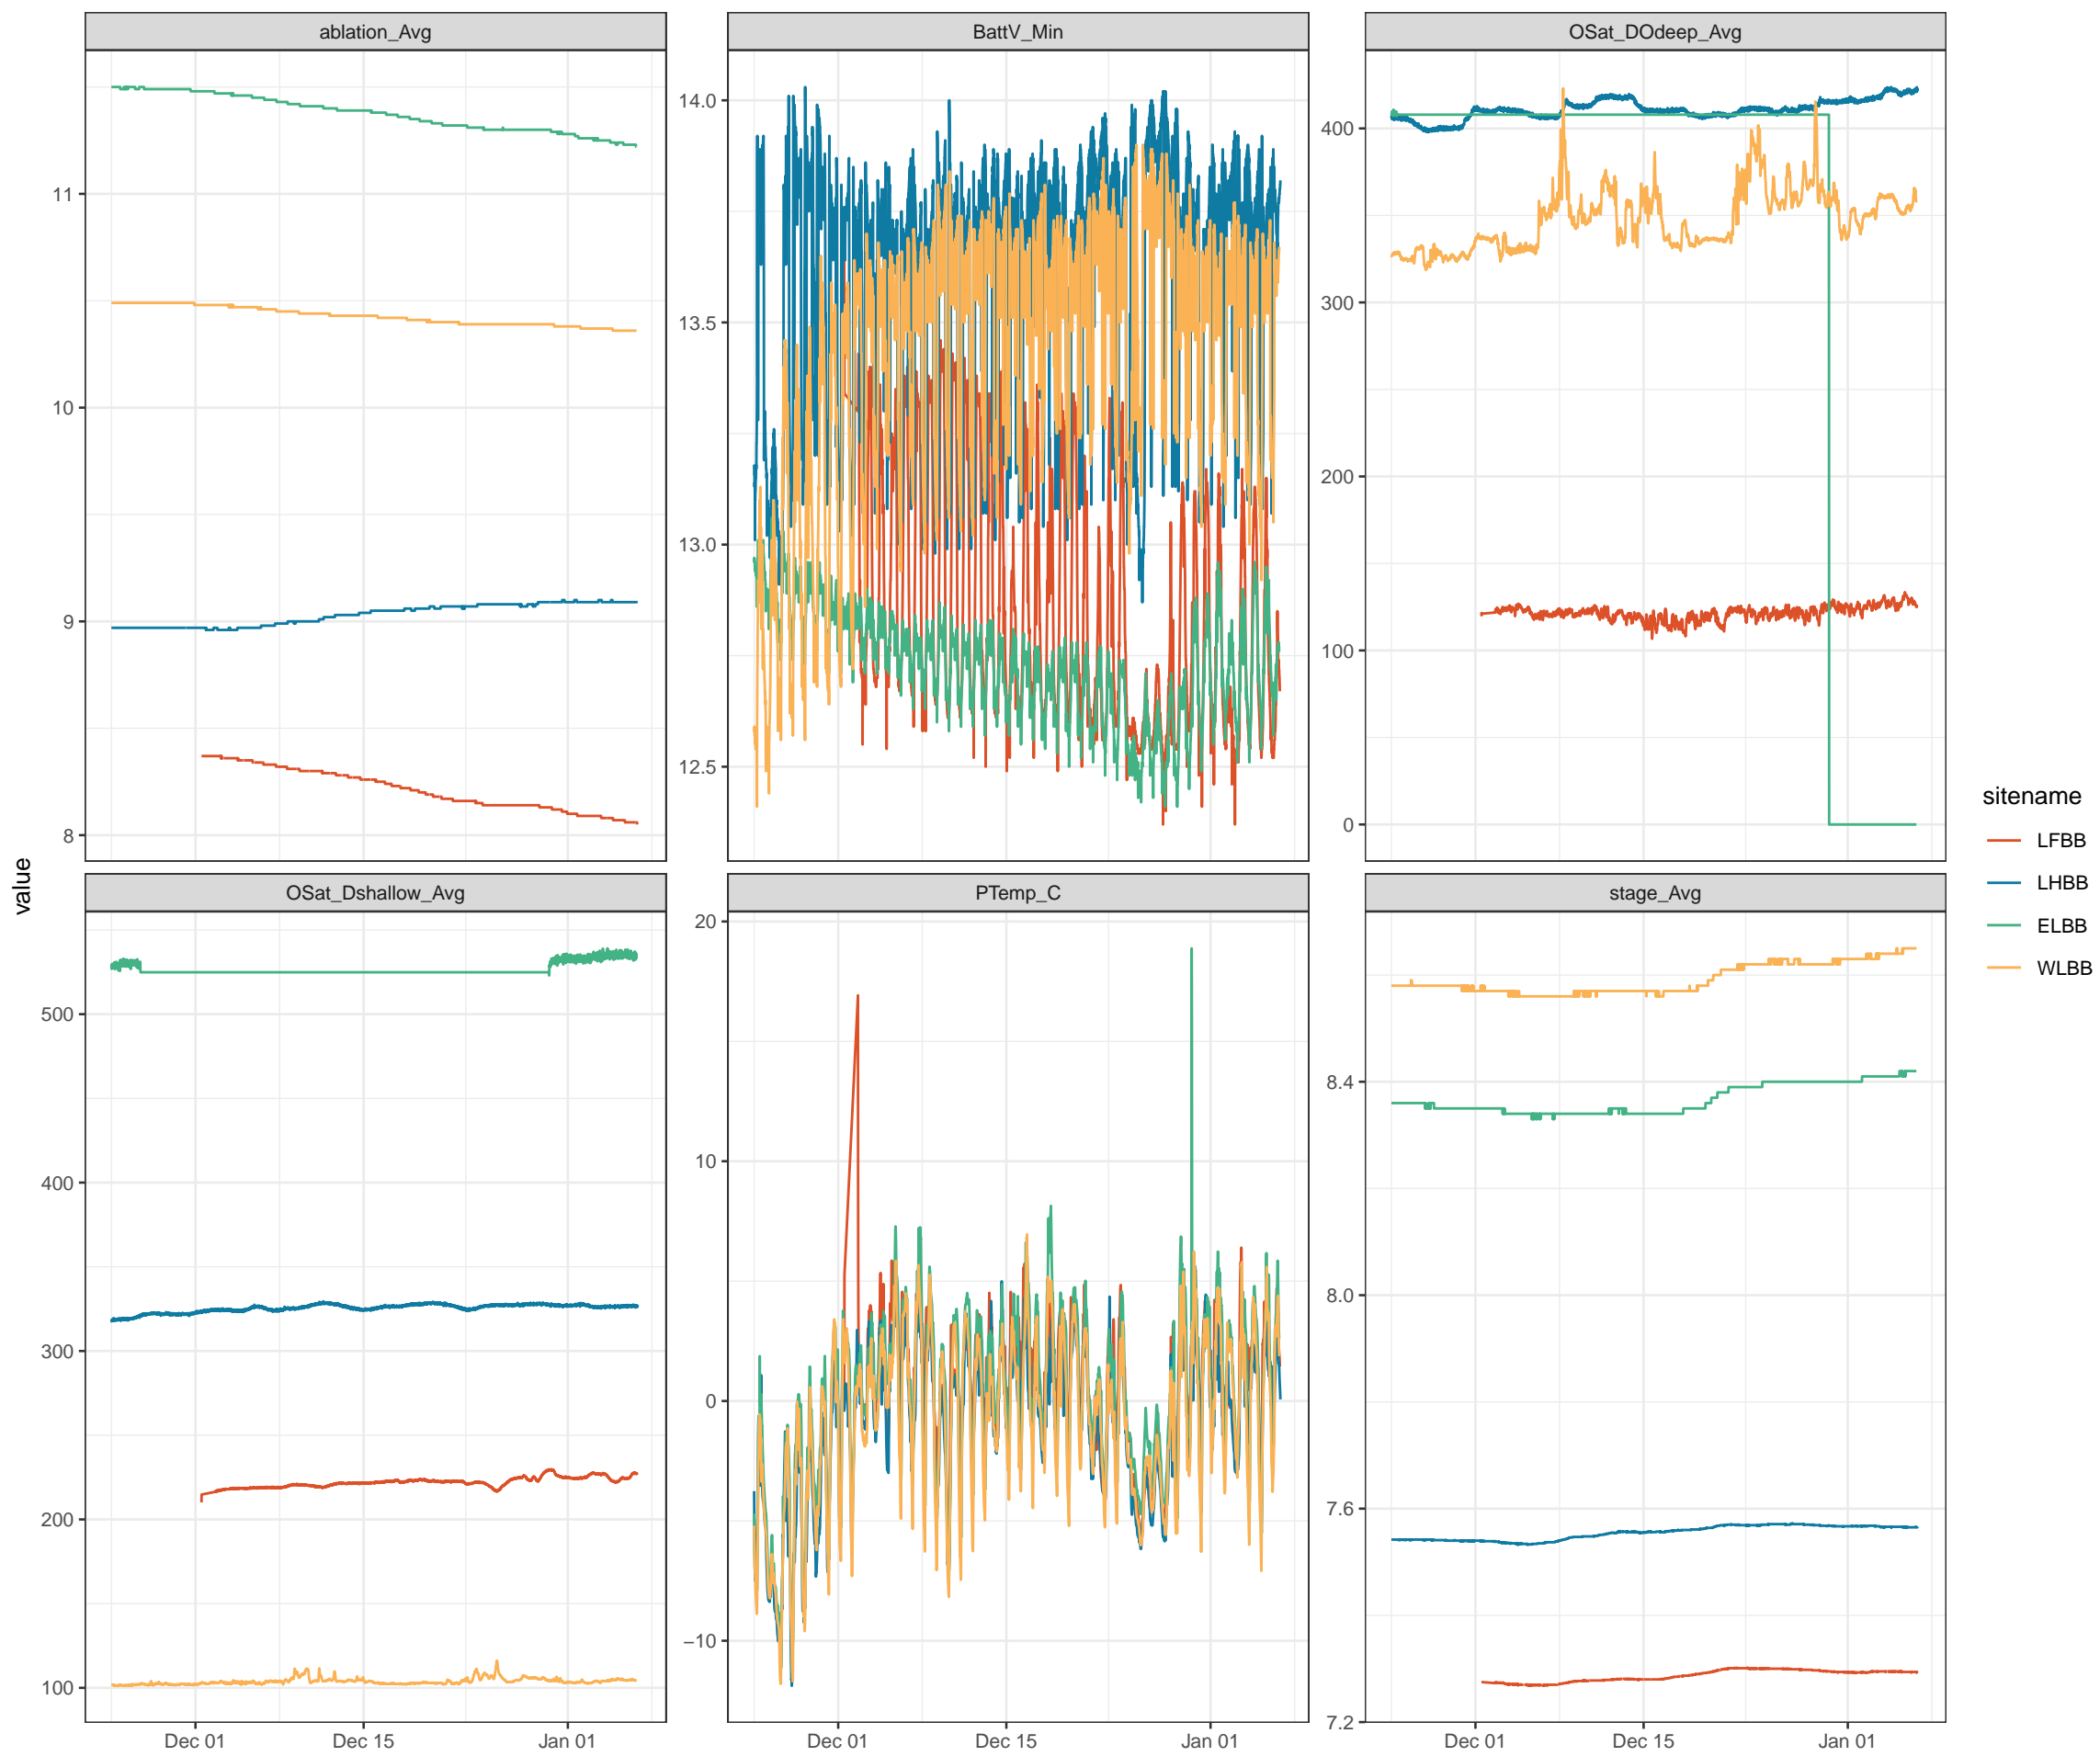 ablation_Avg
BattV_Min
OSat_DOdeep_Avg
11
10
9
8
14.0
13.5
13.0
12.5
400
300
200
100
0
value
OSat_Dshallow_Avg
PTemp_C
stage_Avg
500
400
300
200
100
20
10
0
−10
8.4
8.0
7.6
7.2
Dec 01
Dec 15
Jan 01
Dec 01
Dec 15
Jan 01
Dec 01
Dec 15
Jan 01
sitename
LFBB
LHBB
ELBB
WLBB